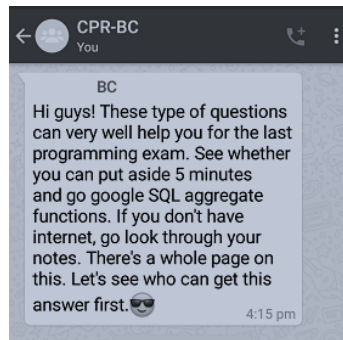 CPR-BC
You
BC
Hi guys! These type of questions
can very well help you for the last
programming exam. See whether
you can put aside 5 minutes
and go google SQL aggregate
functions. If you don't have
internet, go look through your
notes. There's a whole page on
this. Let's see who can get this
answer first.😎
4:15 pm